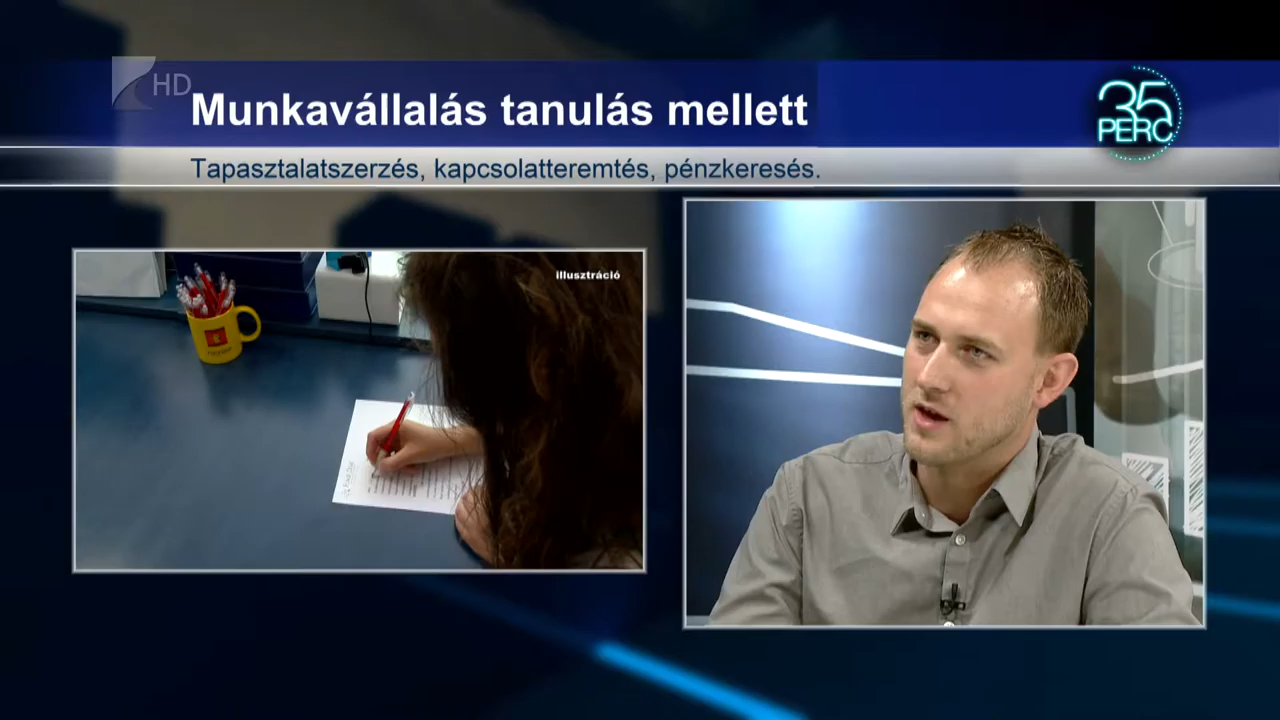 HD
Munkavállalás tanulás mellett
35
PERC
Tapasztalatszerzés, kapcsolatteremtés, pénzkeresés.
illusztráció